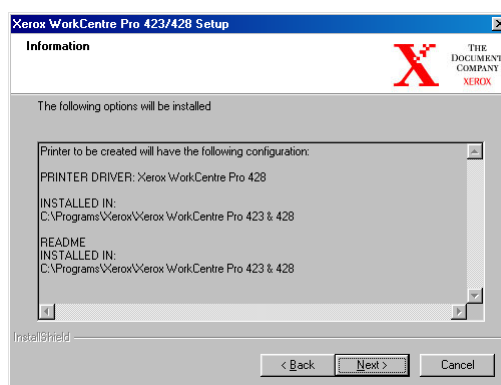 Xerox WorkCentre Pro 423/428 Setup
Information
THE
DOCUMENT
COMPANY
XEROX
The following options will be installed
Printer to be created will have the following configuration:
PRINTER DRIVER: Xerox WorkCentre Pro 428
INSTALLED IN:
C:\Programs\Xerox\Xerox WorkCentre Pro 423 & 428
README
INSTALLED IN:
C:\Programs\Xerox\Xerox WorkCentre Pro 423 & 428
InstallShield
< Back
Next >
Cancel